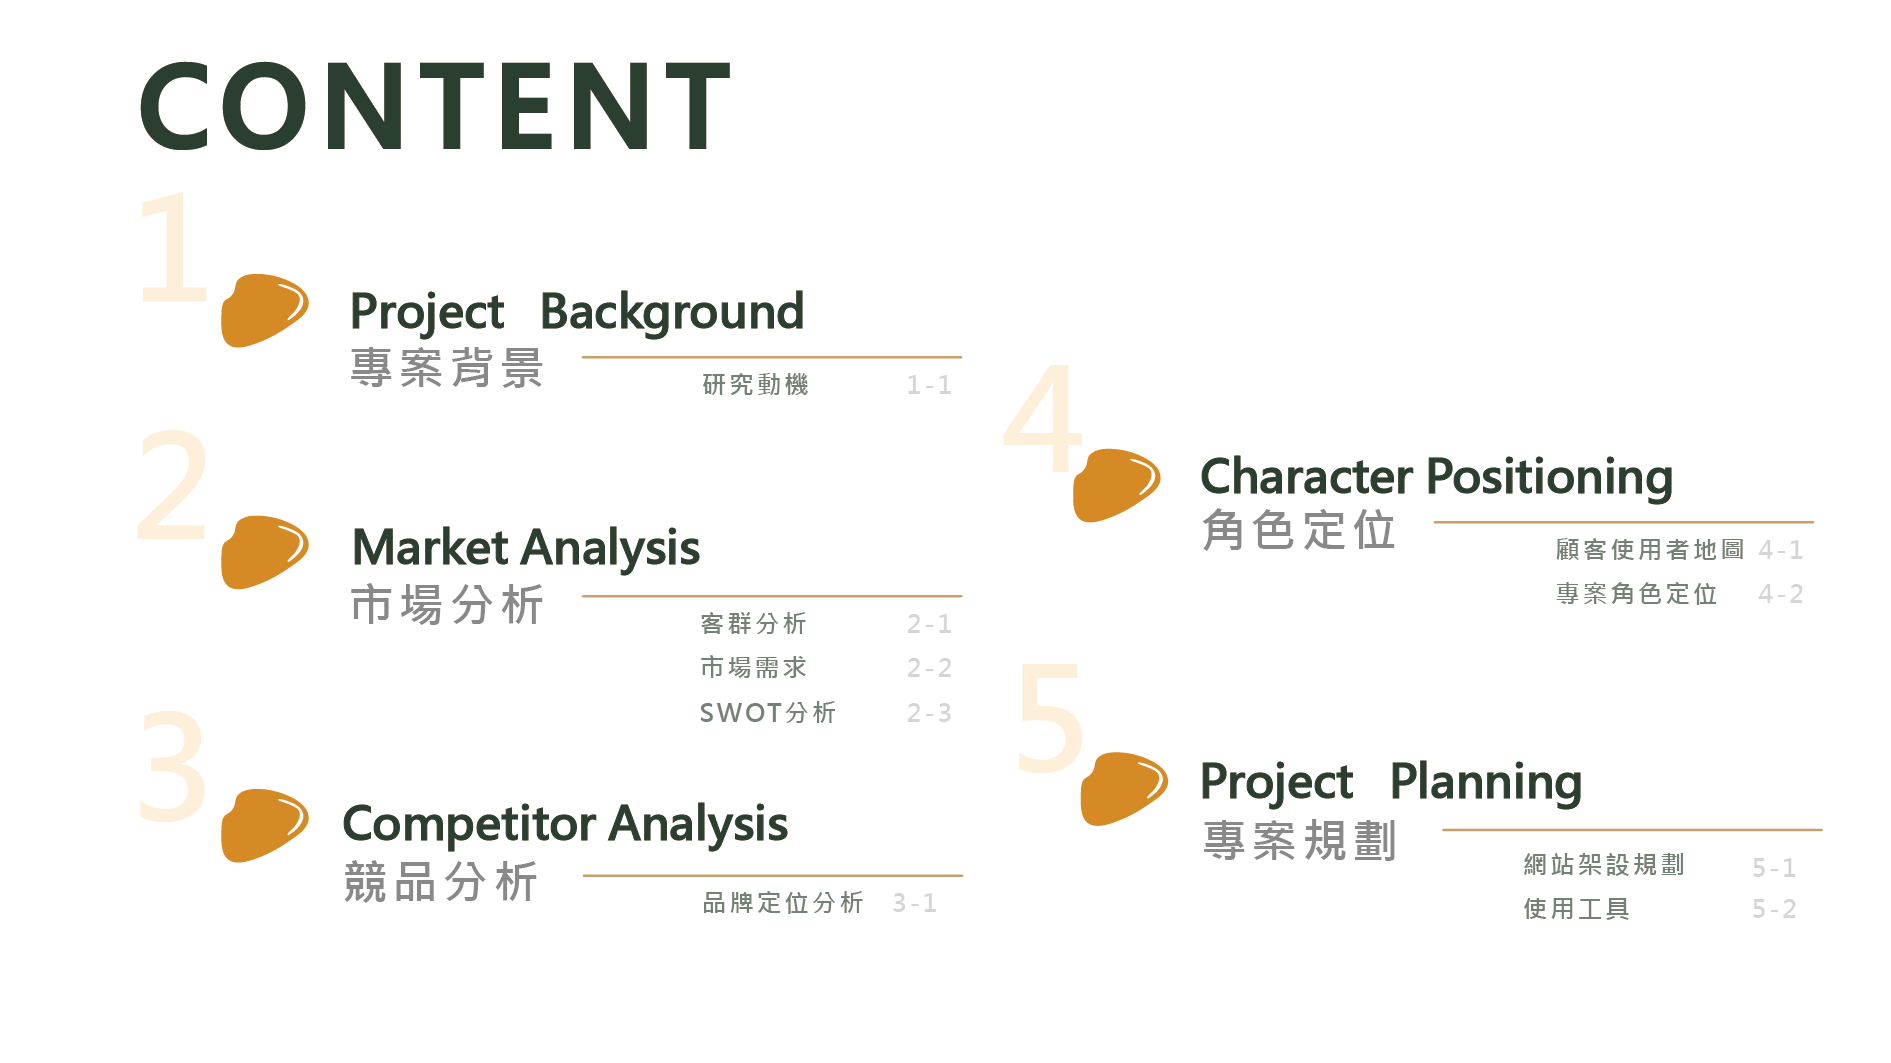 CONTENT
1
Project Background
專案背景
研究動機 1-1
2
Market Analysis
市場分析
客群分析 2-1
市場需求 2-2
SWOT分析 2-3
3
Competitor Analysis
競品分析
品牌定位分析 3-1
4
Character Positioning
角色定位
顧客使用者地圖 4-1
專案角色定位 4-2
5
Project Planning
專案規劃
網站架設規劃 5-1
使用工具 5-2